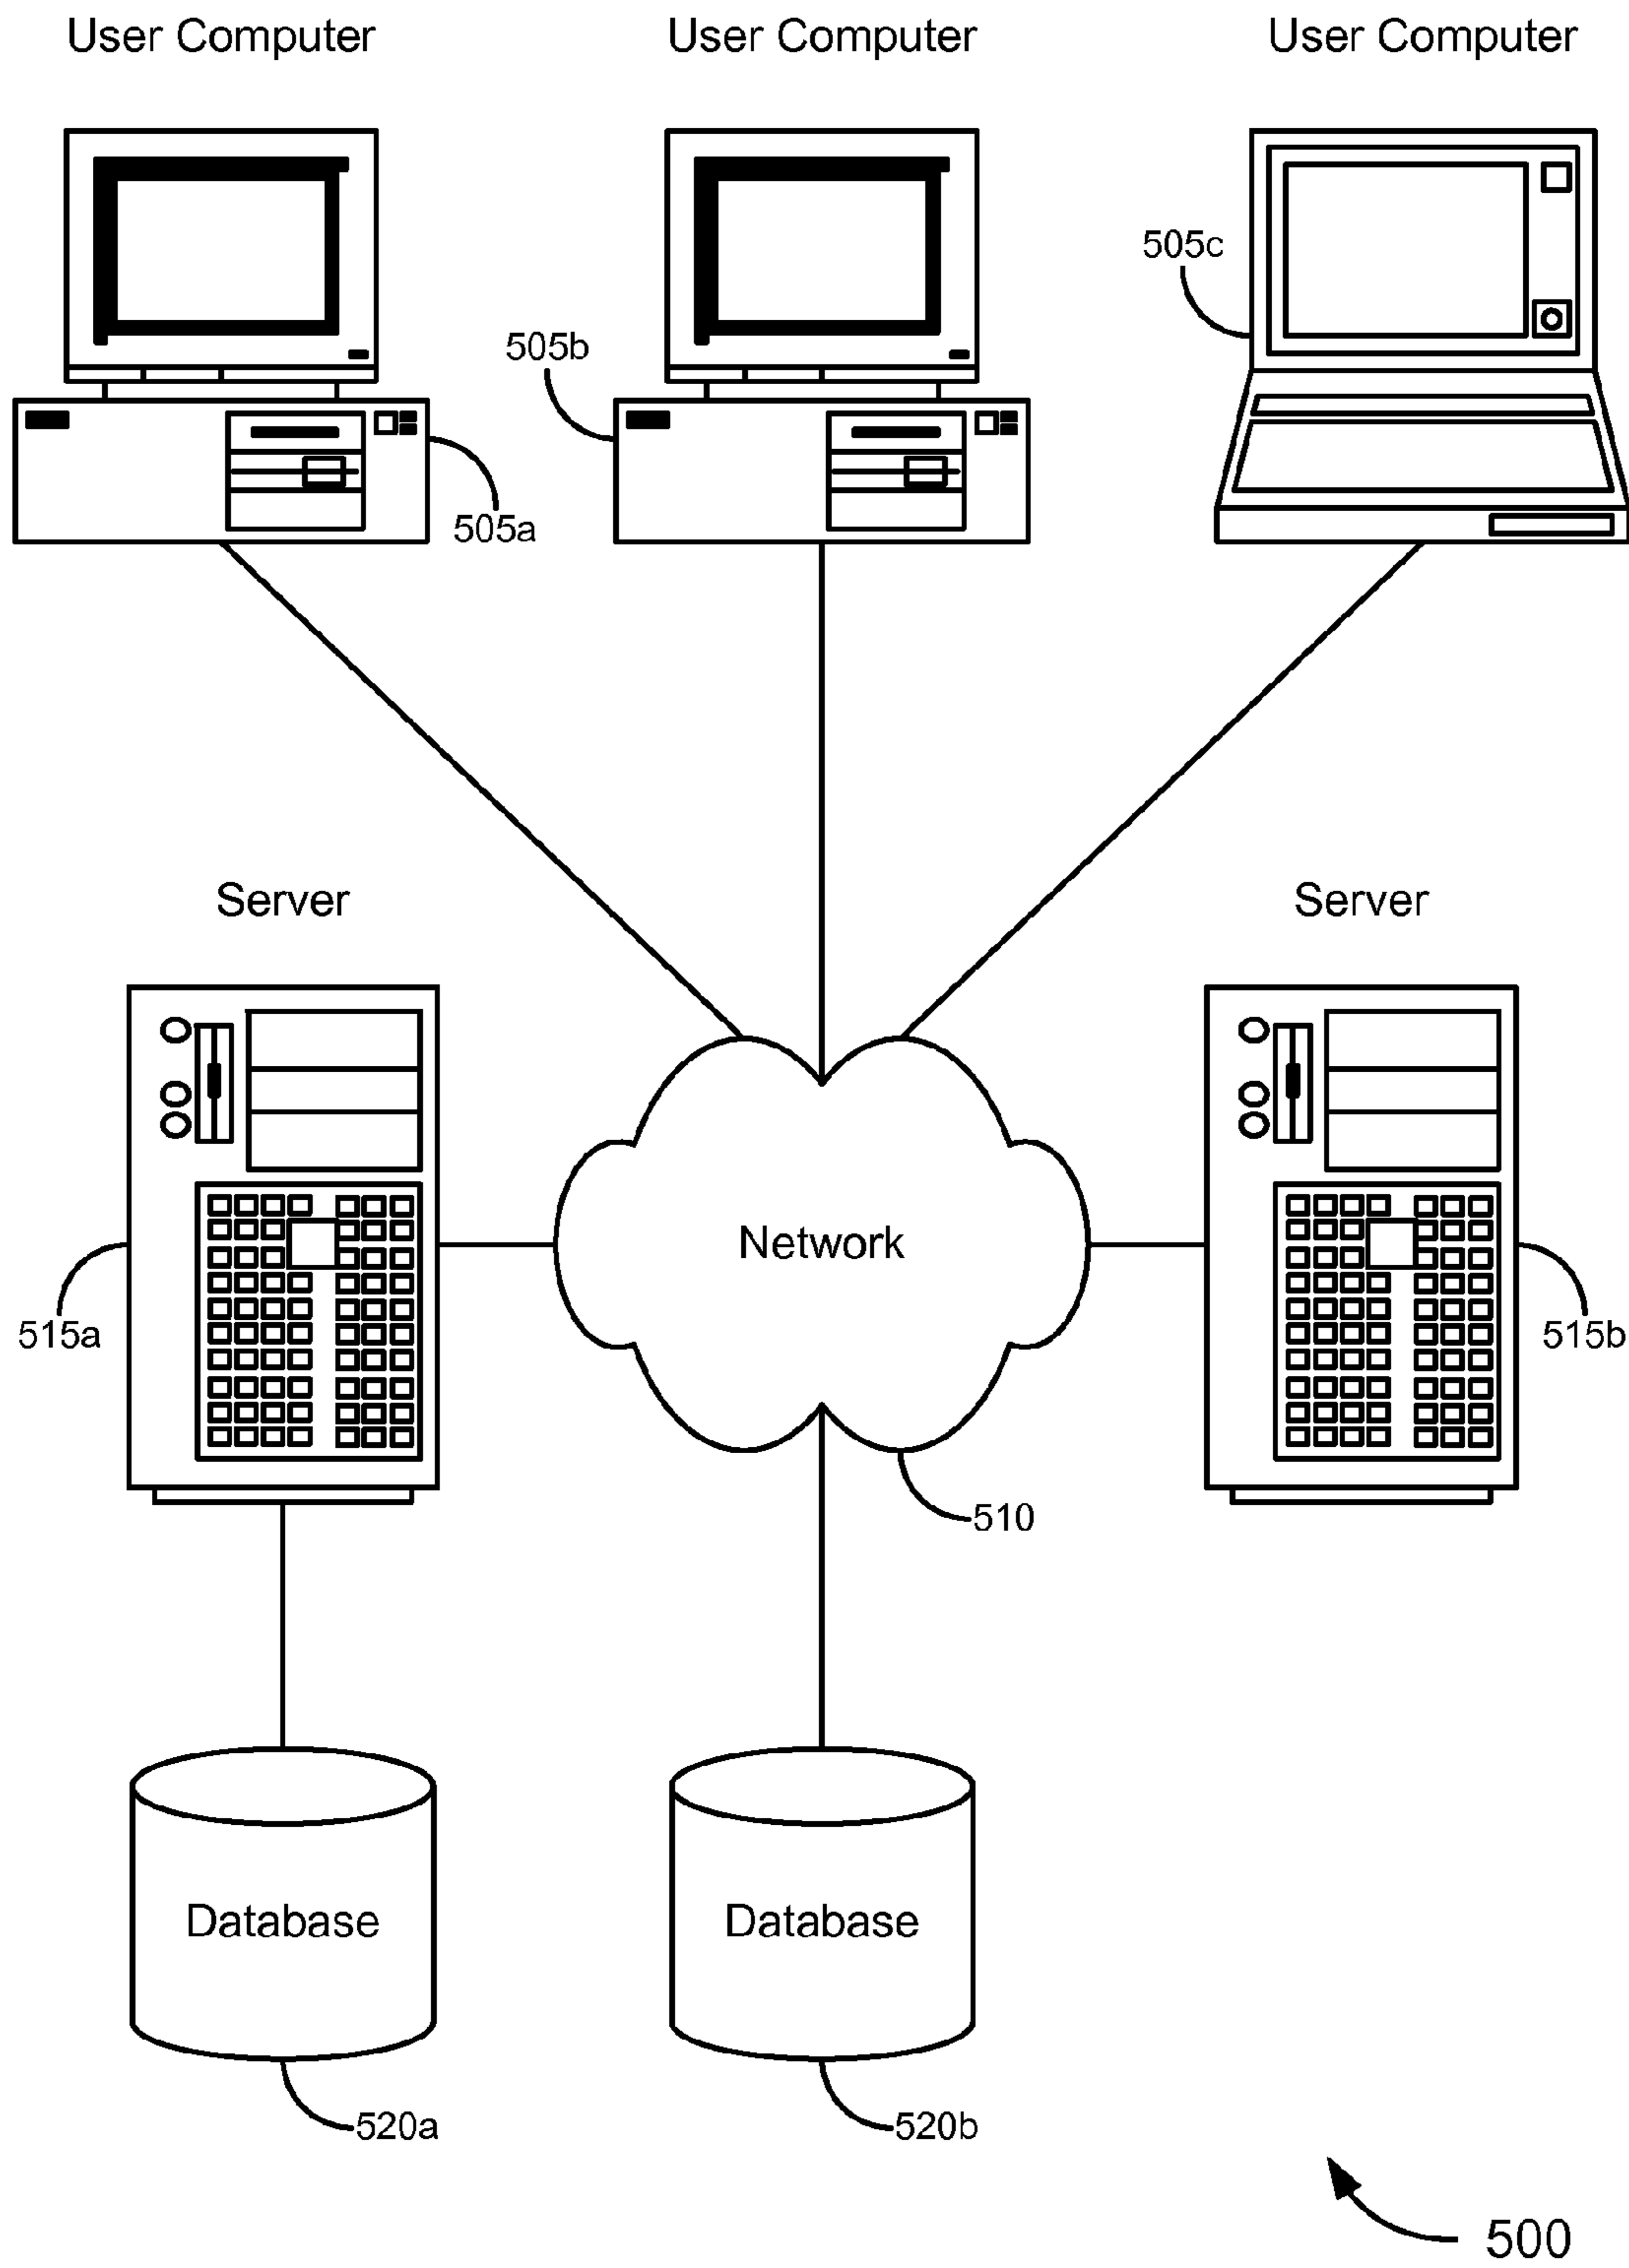 User Computer
User Computer
User Computer
505c
505b
505a
Server
Server
Network
515a
515b
510
Database
Database
520a
520b
500